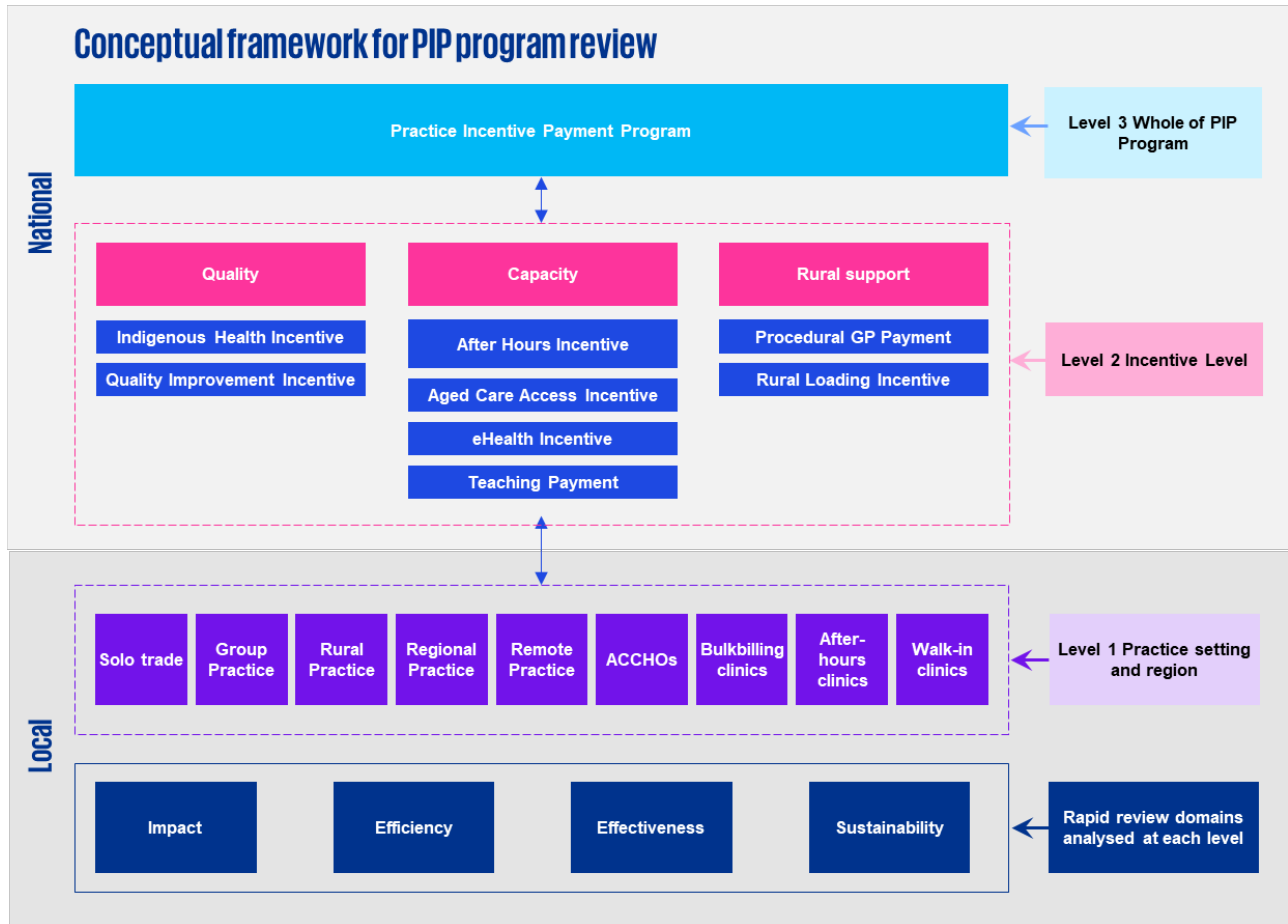 Conceptual framework for PIP program review
National
Practice Incentive Payment Program
Level 3 Whole of PIP
Program
Quality
Capacity
Rural support
Indigenous Health Incentive
Quality Improvement Incentive
After Hours Incentive
Aged Care Access Incentive
eHealth Incentive
Teaching Payment
Procedural GP Payment
Rural Loading Incentive
Level 2 Incentive Level
Local
Solo trade
Group
Practice
Rural
Practice
Regional
Practice
Remote
Practice
ACCHOs
Bulkbilling
clinics
After-
hours
clinics
Walk-in
clinics
Level 1 Practice setting
and region
Impact
Efficiency
Effectiveness
Sustainability
Rapid review domains
analysed at each level